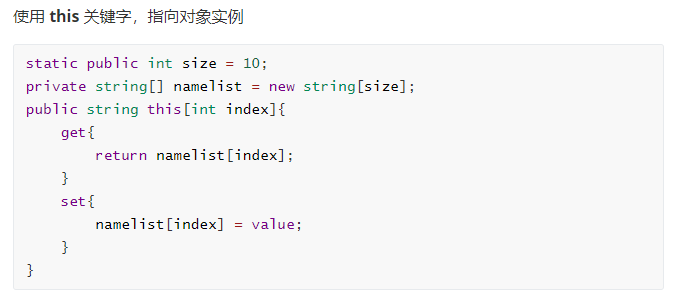 使用 this 关键字，指向对象实例
static public int size = 10;
private string[] namelist = new string[size];
public string this[int index]{
    get{
        return namelist[index];
    }
    set{
        namelist[index] = value;
    }
}